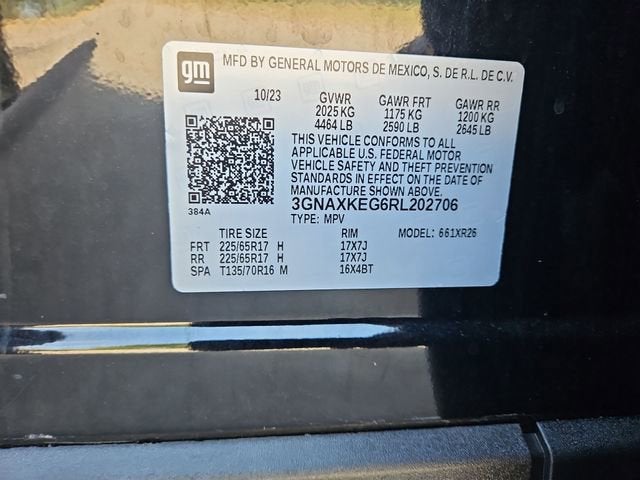 gm
MFD BY GENERAL MOTORS DE MEXICO, S. DE R.L. DE C.V.
10/23 GVWR GAWR FRT GAWR RR
2025 KG 1175 KG 1200 KG
4464 LB 2590 LB 2645 LB
THIS VEHICLE CONFORMS TO ALL
APPLICABLE U.S. FEDERAL MOTOR
VEHICLE SAFETY AND THEFT PREVENTION
STANDARDS IN EFFECT ON THE DATE OF
MANUFACTURE SHOWN ABOVE.
384A
3GNAXKEG6RL202706
TYPE: MPV
TIRE SIZE RIM MODEL: 661XR26
FRT 225/65R17 H 17X7J
RR 225/65R17 H 17X7J
SPA T135/70R16 M 16X4BT